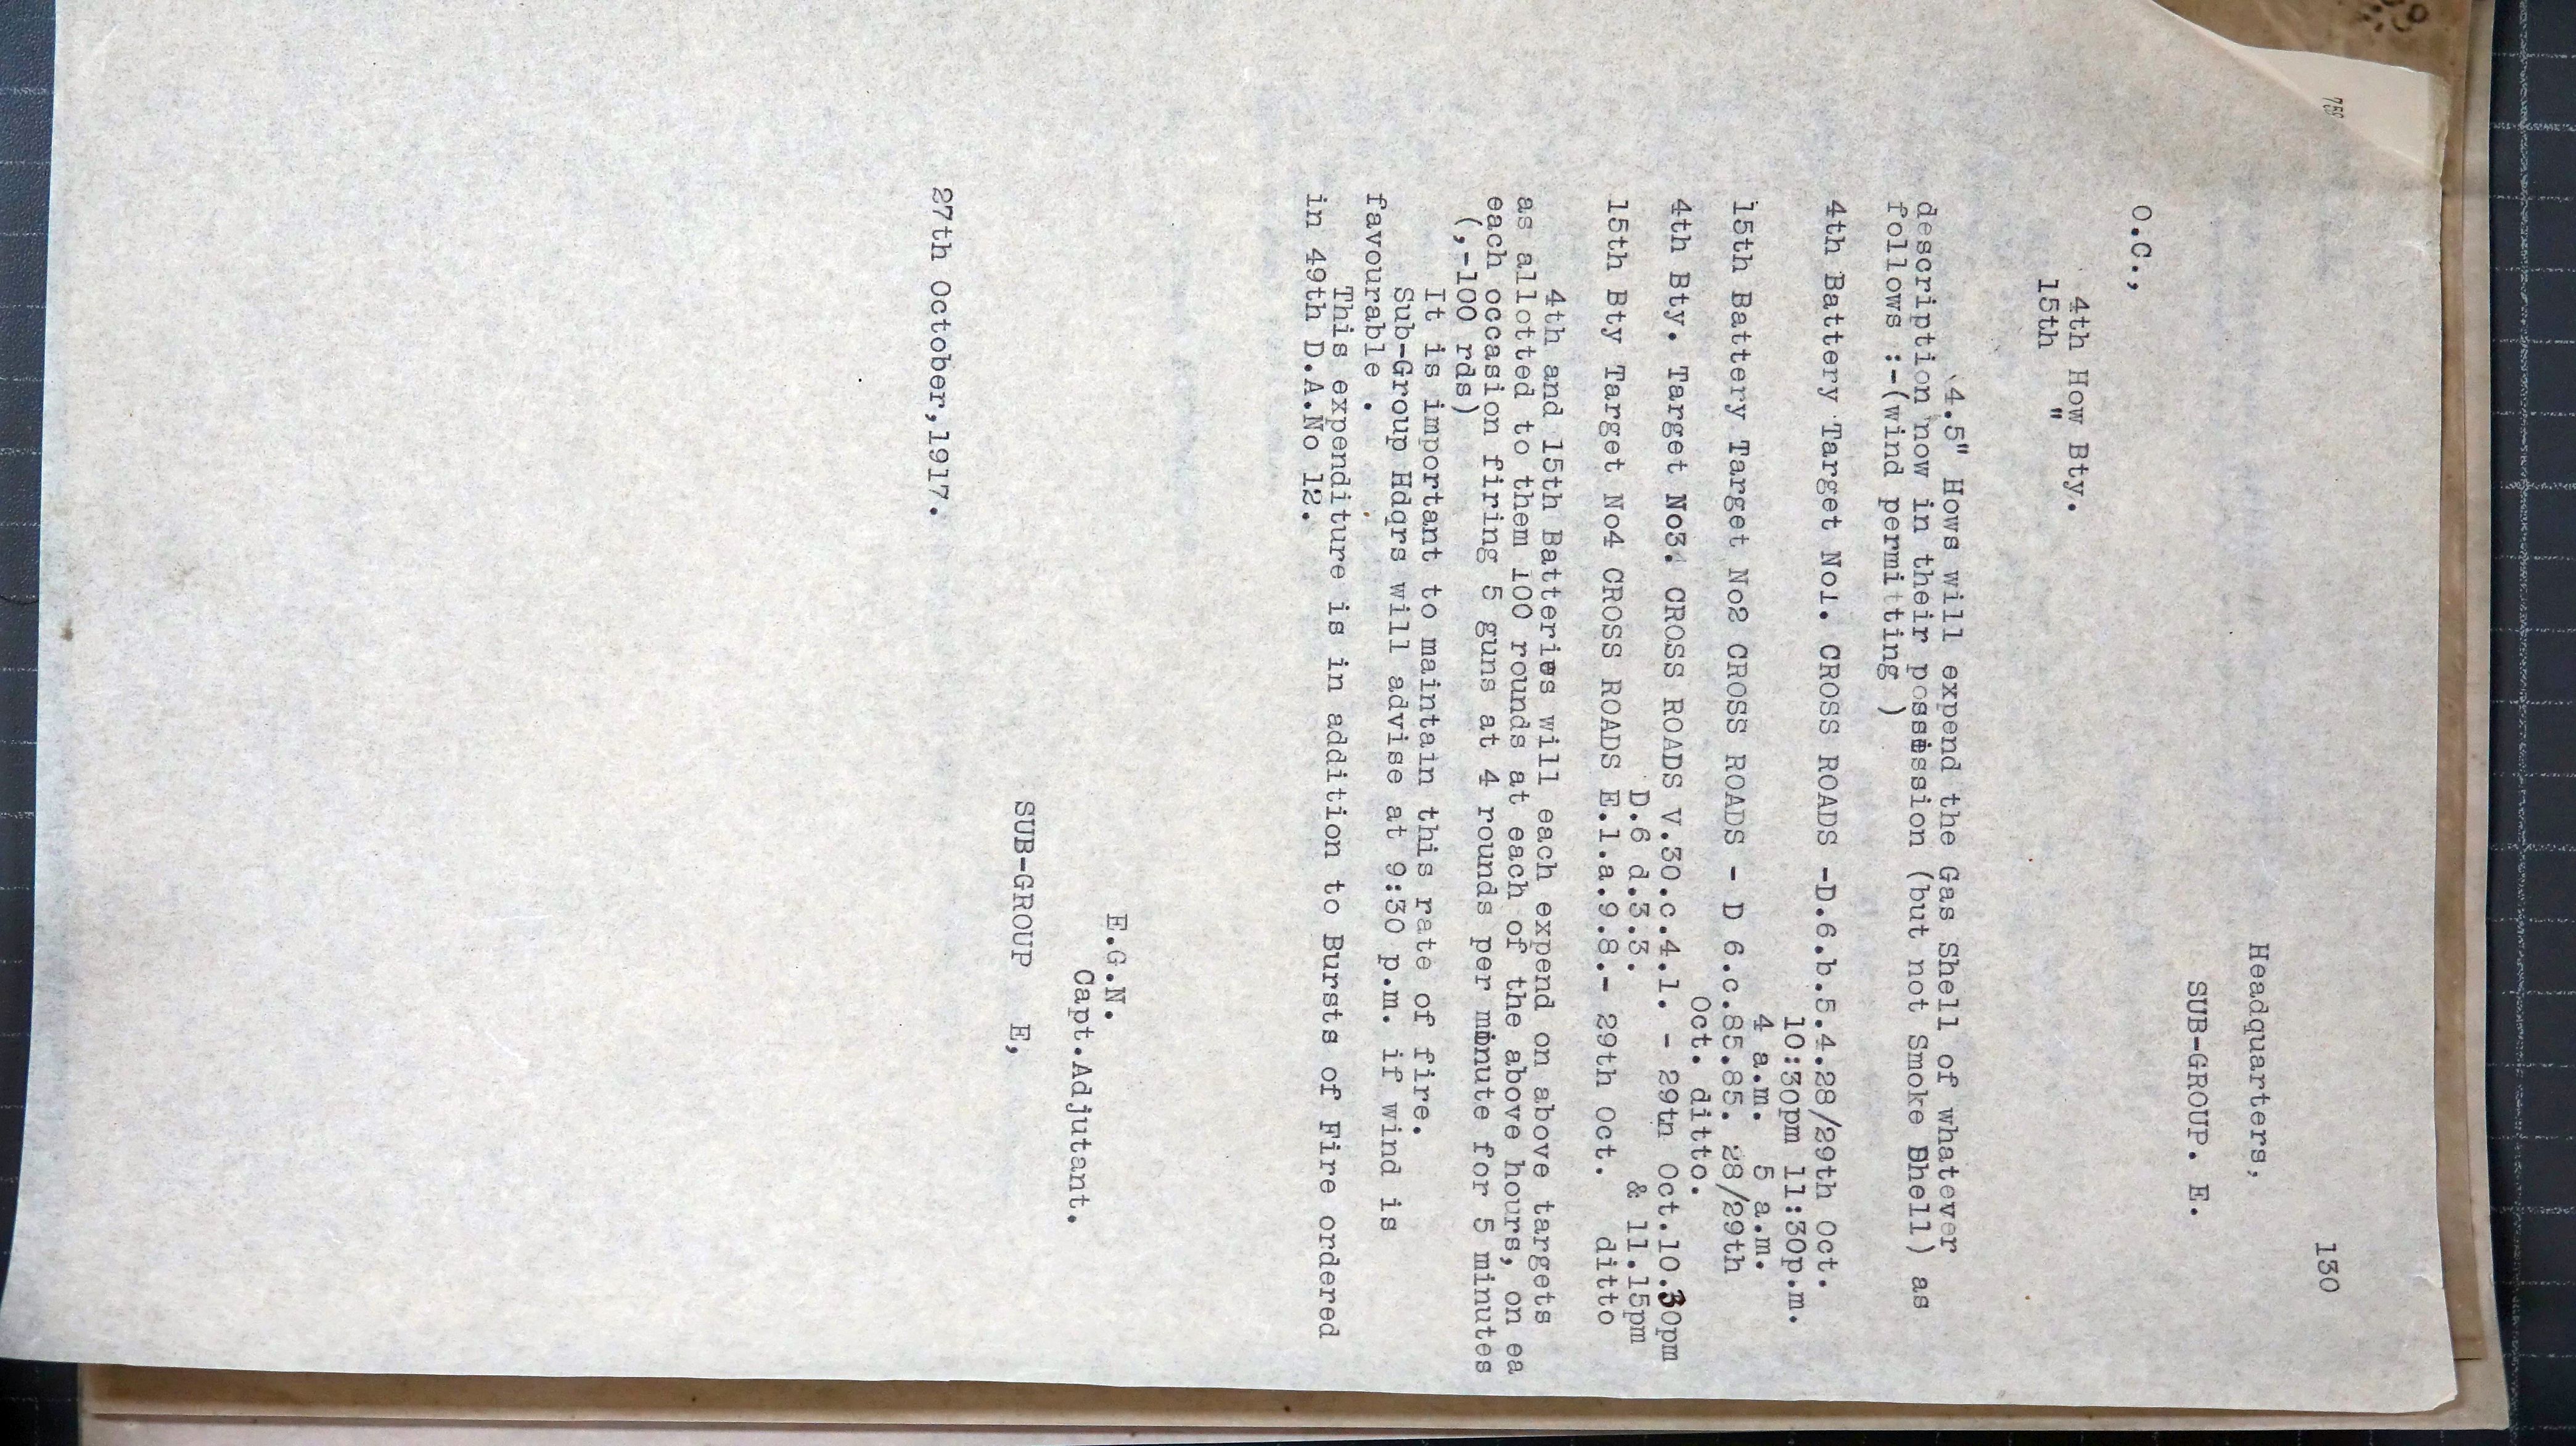 130
759
Headquarters,
SUB-GROUP. E.
O.C.,
4th How Bty.
15th "
4.5" Hows will expend the Gas Shell of whatever
description now in their possession (but not Smoke Shell) as
follows :-(wind permitting )
4th Battery Target No1. CROSS ROADS -D.6.b.5.4.28/29th Oct.
10:30pm 11:30p.m.
4 a.m. 5 a.m.
15th Battery Target No2 CROSS ROADS - D 6.c.85.85. 28/29th
Oct. ditto.
4th Bty. Target No3. CROSS ROADS V.30.c.4.1. - 29th Oct.10.30pm
D.6 d.3.3. & 11.15pm
15th Bty Target No4 CROSS ROADS E.1.a.9.8.- 29th Oct. ditto
4th and 15th Batteries will each expend on above targets
as allotted to them 100 rounds at each of the above hours, on ea
each occasion firing 5 guns at 4 rounds per minute for 5 minutes
(,-100 rds)
It is important to maintain this rate of fire.
Sub-Group Hdqrs will advise at 9:30 p.m. if wind is
favourable .
This expenditure is in addition to Bursts of Fire ordered
in 49th D.A.No 12.
E.G.N.
Capt.Adjutant.
SUB-GROUP E,
27th October,1917.